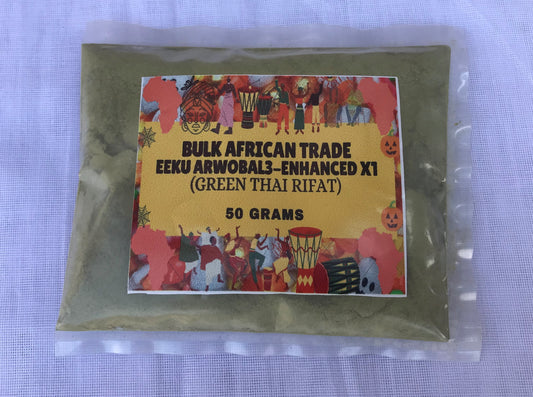 BULK AFRICAN TRADE
EEKU ARWOBAL3-ENHANCED X1
(GREEN THAI RIFAT)
50 GRAMS